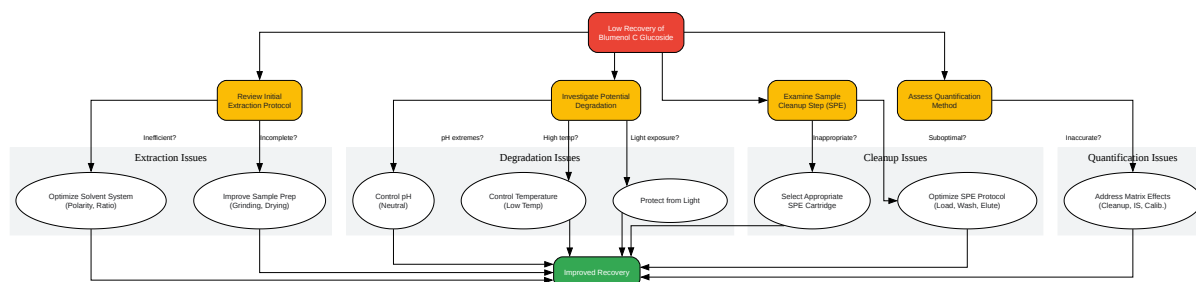 Low Recovery of
Blumenol C Glucoside
Review Initial
Extraction Protocol
Investigate Potential
Degradation
Examine Sample
Cleanup Step (SPE)
Assess Quantification
Method
Inefficient?
Incomplete?
pH extremes?
High temp?
Light exposure?
Inappropriate?
Suboptimal?
Inaccurate?
Extraction Issues
Degradation Issues
Cleanup Issues
Quantification Issues
Optimize Solvent System
(Polarity, Ratio)
Improve Sample Prep
(Grinding, Drying)
Control pH
(Neutral)
Control Temperature
(Low Temp)
Protect from Light
Select Appropriate
SPE Cartridge
Optimize SPE Protocol
(Load, Wash, Elute)
Address Matrix Effects
(Cleanup, IS, Calib.)
Improved Recovery